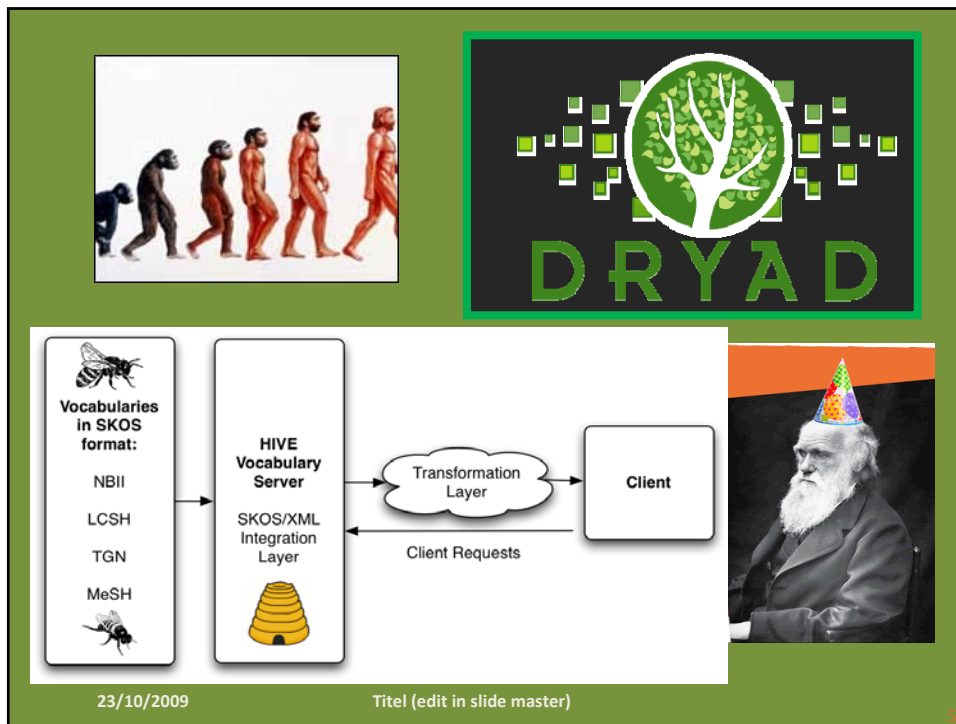 DRYAD
Vocabularies
in SKOS
format:
NBII
LCSH
TGN
MeSH
HIVE
Vocabulary
Server
SKOS/XML
Integration
Layer
Transformation
Layer
Client Requests
Client
23/10/2009
Titel (edit in slide master)